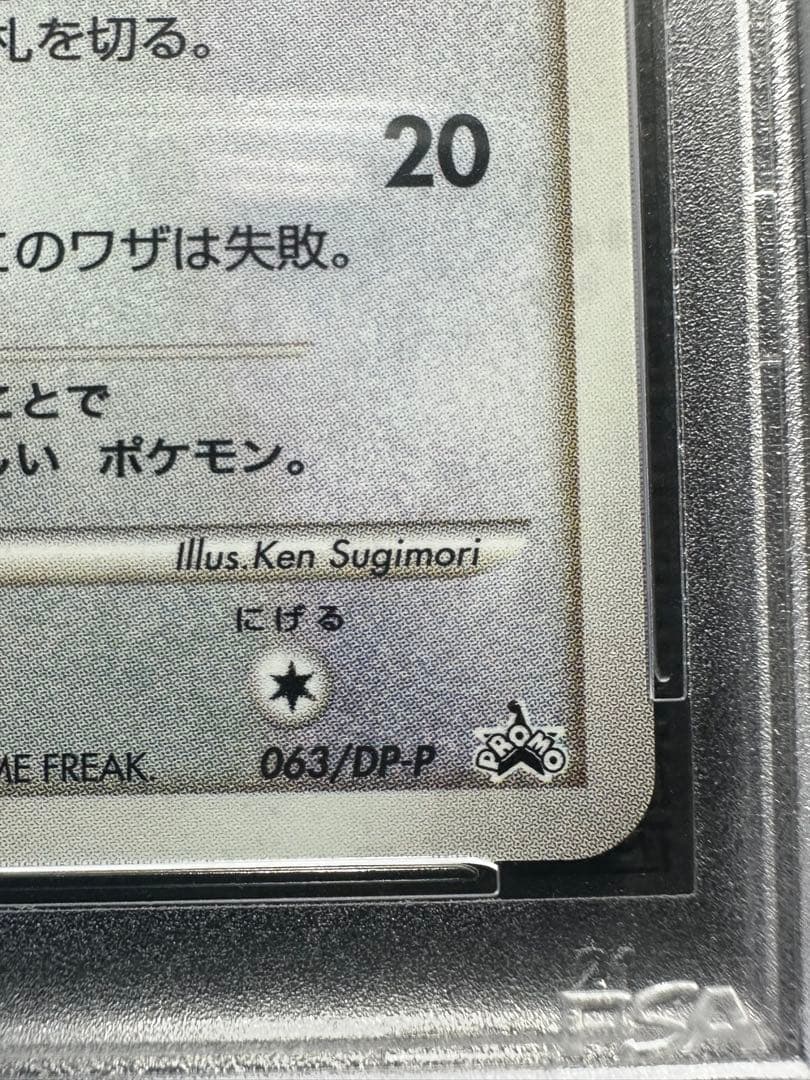 札を切る。
20
このワザは失敗。
ことで
しい ポケモン。
Illus.Ken Sugimori
にげる
ME FREAK.
063/DP-P
PROMO
PSA